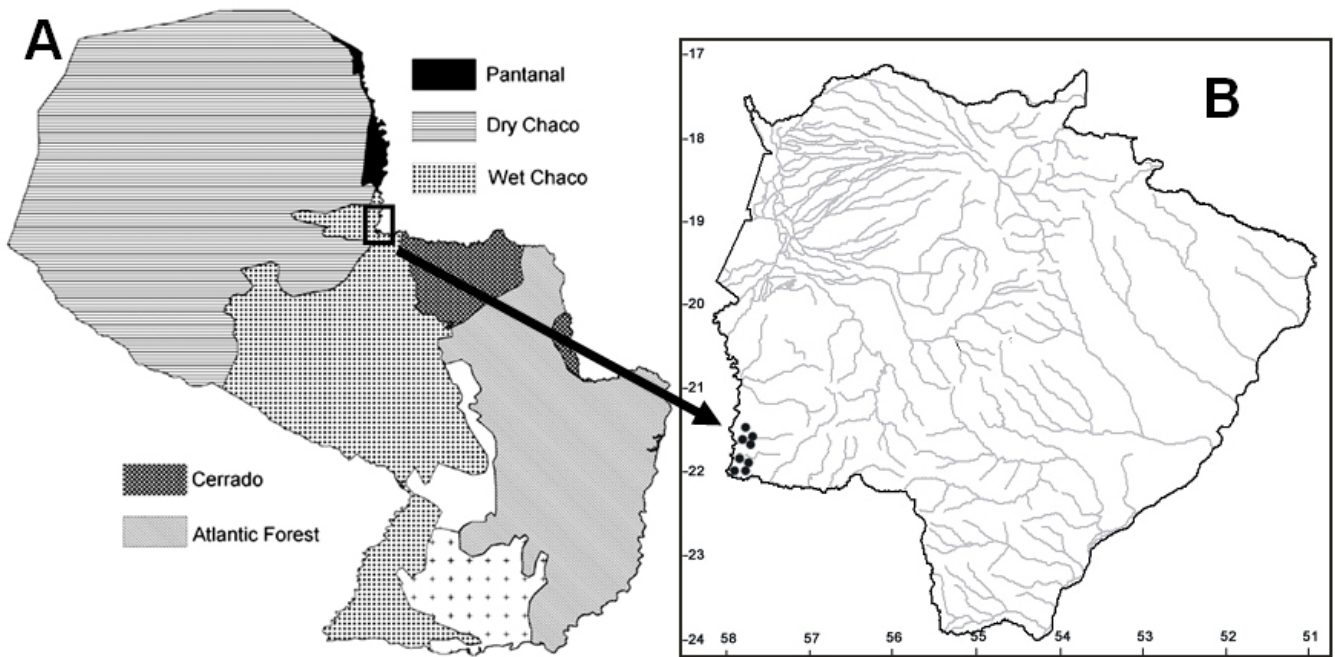 A
Pantanal
Dry Chaco
Wet Chaco
Cerrado
Atlantic Forest
B
-17
-18
-19
-20
-21
-22
-23
-24
58 57 56 55 54 53 52 51